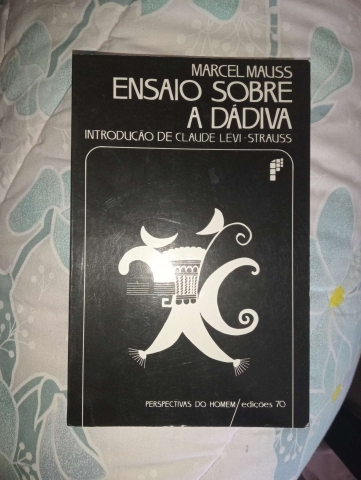 MARCEL MAUSS
ENSAIO SOBRE
A DÁDIVA
INTRODUÇÃO DE CLAUDE LEVI-STRAUSS
PERSPECTIVAS DO HOMEM/edições 70